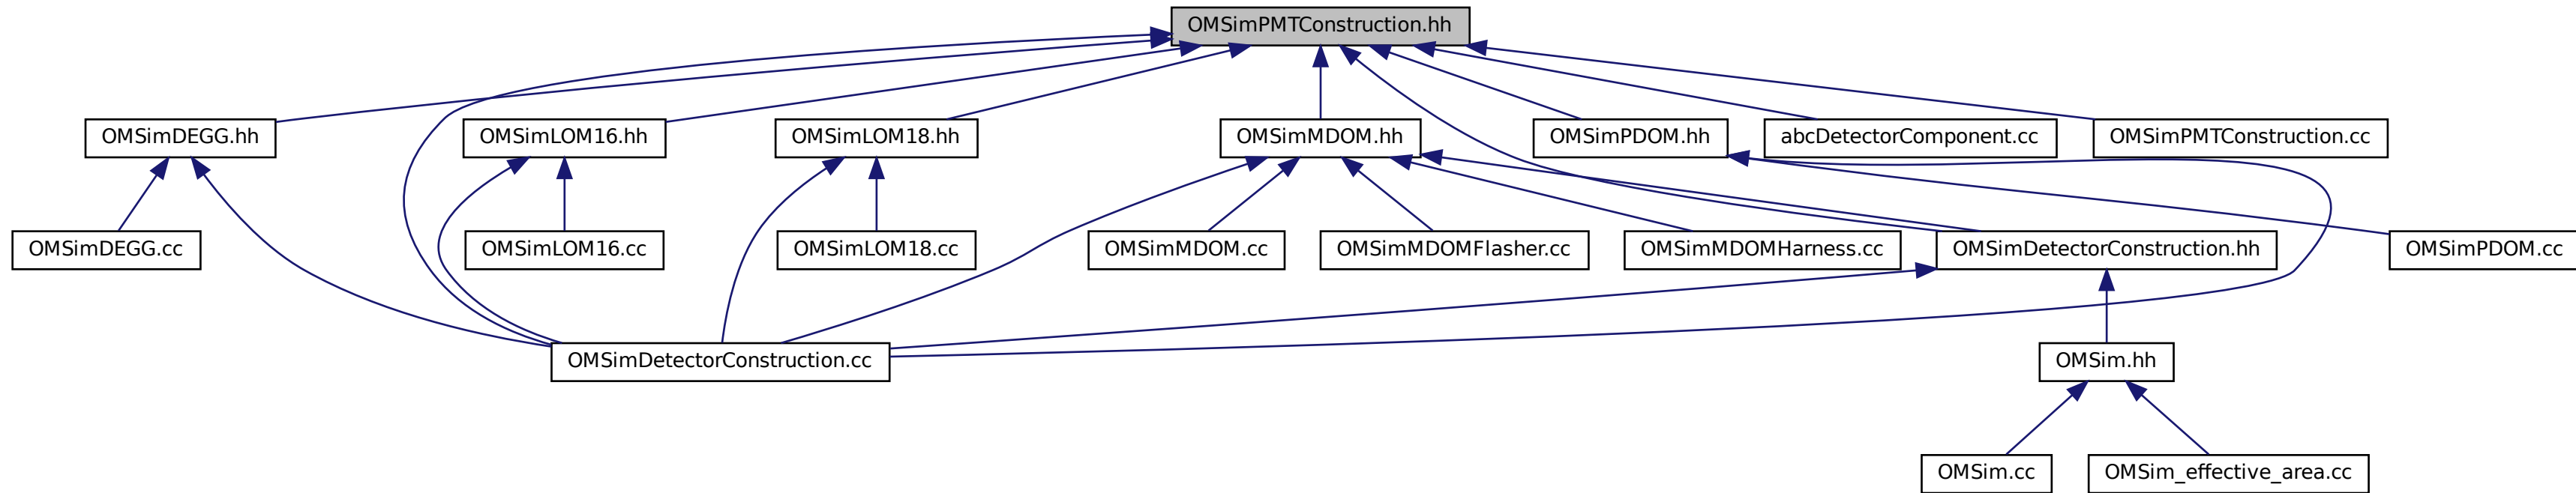 OMSimPMTConstruction.hh
OMSimDEGG.hh
OMSimLOM16.hh
OMSimLOM18.hh
OMSimMDOM.hh
OMSimPDOM.hh
abcDetectorComponent.cc
OMSimPMTConstruction.cc
OMSimDEGG.cc
OMSimLOM16.cc
OMSimLOM18.cc
OMSimMDOM.cc
OMSimMDOMFlasher.cc
OMSimMDOMHarness.cc
OMSimDetectorConstruction.hh
OMSimPDOM.cc
OMSimDetectorConstruction.cc
OMSim.hh
OMSim.cc
OMSim_effective_area.cc